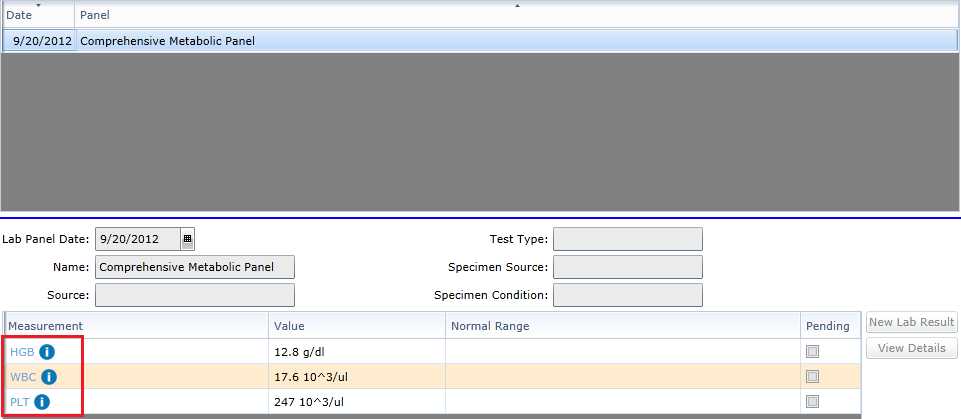 Date Panel
9/20/2012 Comprehensive Metabolic Panel
Lab Panel Date: 9/20/2012 Test Type:
Name: Comprehensive Metabolic Panel Specimen Source:
Source: Specimen Condition:
Measurement Value Normal Range Pending New Lab Result
HGB i 12.8 g/dl View Details
WBC i 17.6 10^3/ul
PLT i 247 10^3/ul